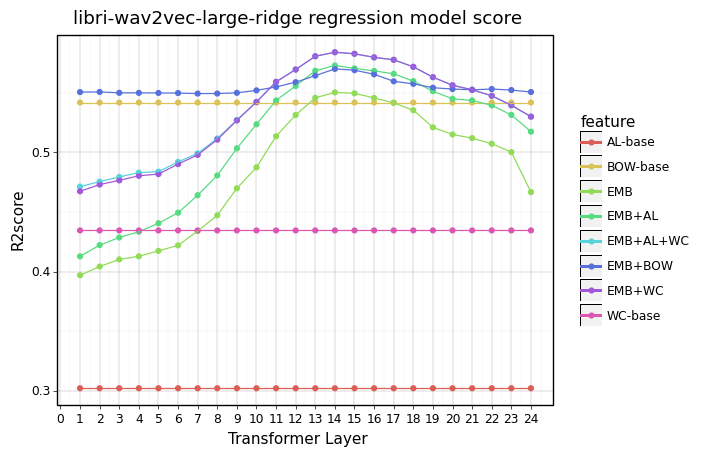 libri-wav2vec-large-ridge regression model score
R2score
0.5
0.4
0.3
0 1 2 3 4 5 6 7 8 9 10 11 12 13 14 15 16 17 18 19 20 21 22 23 24
Transformer Layer
feature
AL-base
BOW-base
EMB
EMB+AL
EMB+AL+WC
EMB+BOW
EMB+WC
WC-base